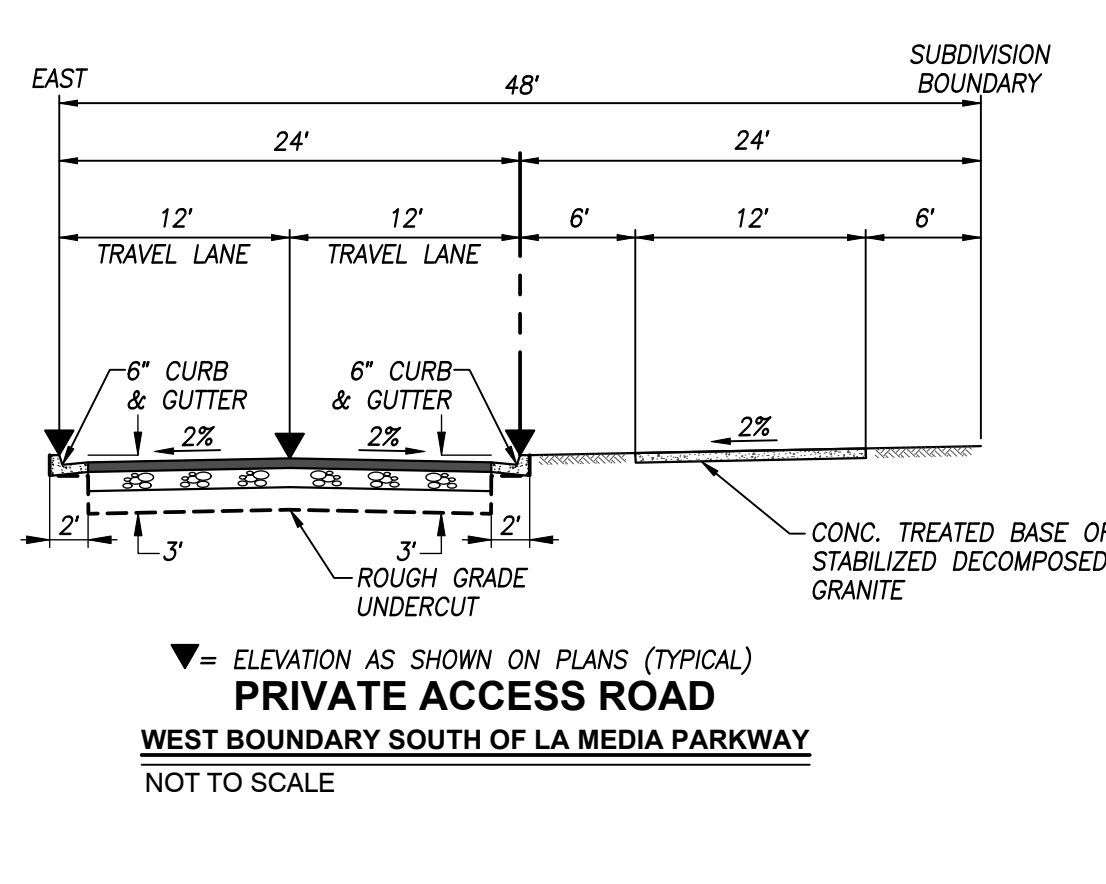 SUBDIVISION
BOUNDARY
EAST
48'
24'
24'
12'
12'
6'
12'
6'
TRAVEL LANE
TRAVEL LANE
6" CURB
& GUTTER
6" CURB
& GUTTER
2%
2%
2%
2'
3'
3'
2'
CONC. TREATED BASE OR
STABILIZED DECOMPOSED
GRANITE
ROUGH GRADE
UNDERCUT
▼= ELEVATION AS SHOWN ON PLANS (TYPICAL)
PRIVATE ACCESS ROAD
WEST BOUNDARY SOUTH OF LA MEDIA PARKWAY
NOT TO SCALE